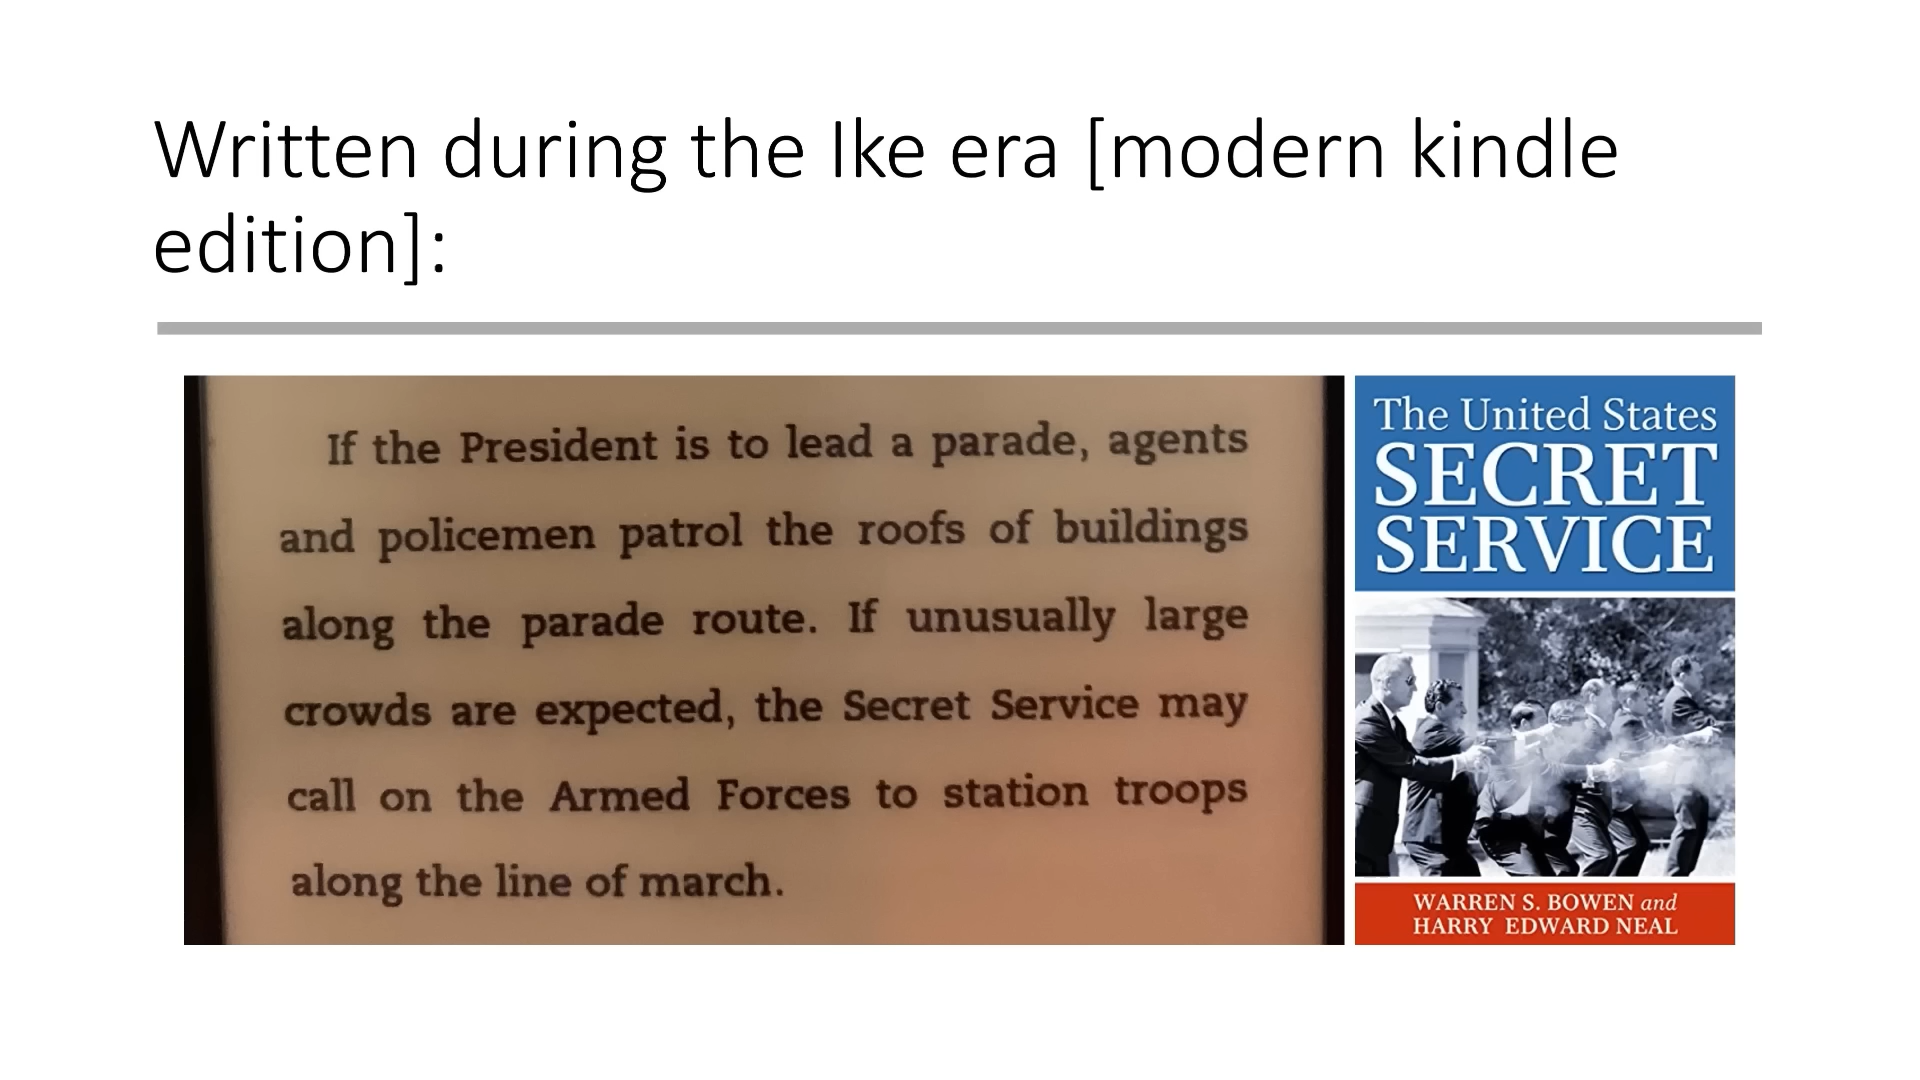 Written during the Ike era [modern kindle
edition]:
If the President is to lead a parade, agents
and policemen patrol the roofs of buildings
along the parade route. If unusually large
crowds are expected, the Secret Service may
call on the Armed Forces to station troops
along the line of march.
The United States
SECRET
SERVICE
WARREN S. BOWEN and
HARRY EDWARD NEAL